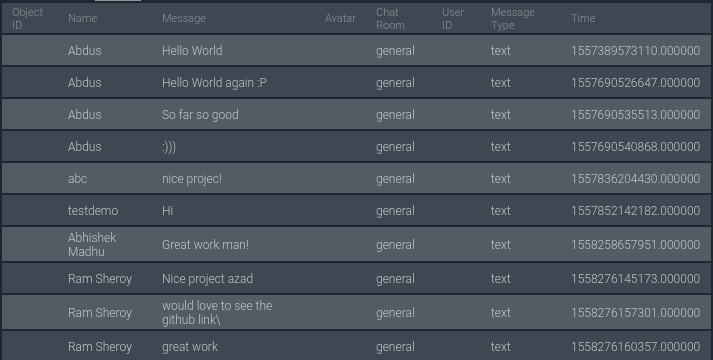 Object ID Name Message Avatar Chat Room User ID Message Type Time
Abdus Hello World general text 1557389573110.000000
Abdus Hello World again :P general text 1557690526647.000000
Abdus So far so good general text 1557690535513.000000
Abdus :))) general text 1557690540868.000000
abc nice projec! general text 1557836204430.000000
testdemo Hi general text 1557852142182.000000
Abhishek Madhu Great work man! general text 1558258657951.000000
Ram Sheroy Nice project azad general text 1558276145173.000000
Ram Sheroy would love to see the github link\ general text 1558276157301.000000
Ram Sheroy great work general text 1558276160357.000000